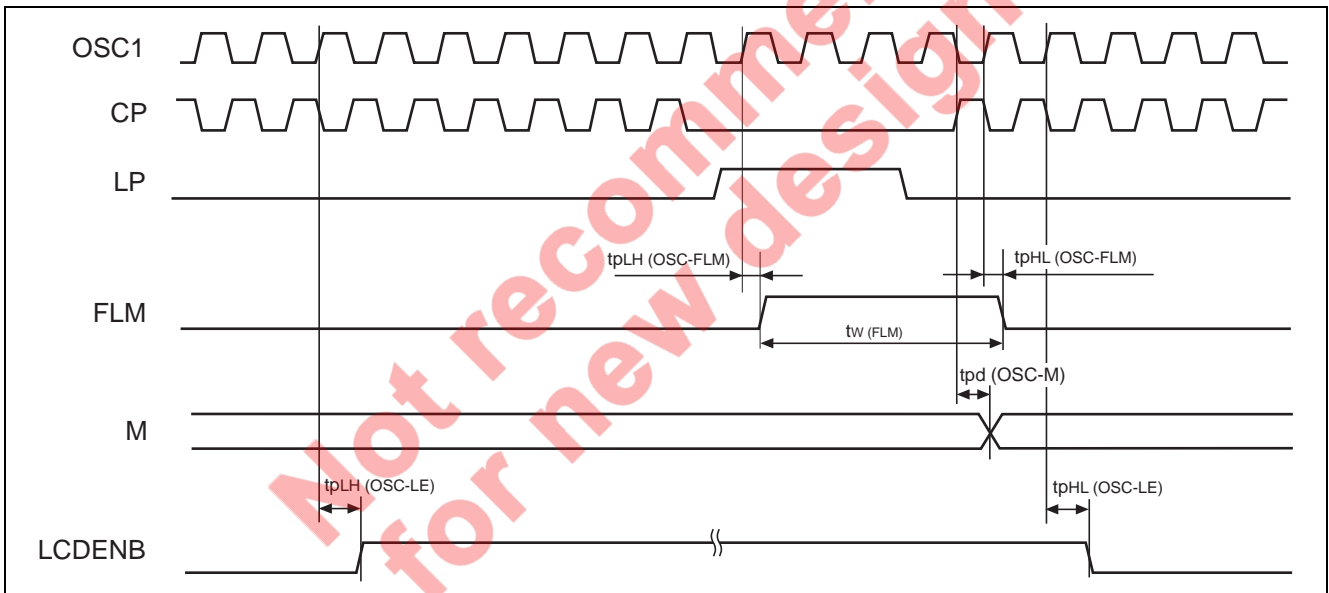 OSC1
CP
LP
tpLH (OSC-FLM)
tpHL (OSC-FLM)
FLM
tw (FLM)
tpd (OSC-M)
M
tpLH (OSC-LE)
tpHL (OSC-LE)
LCDENB
Not recomme
for new design